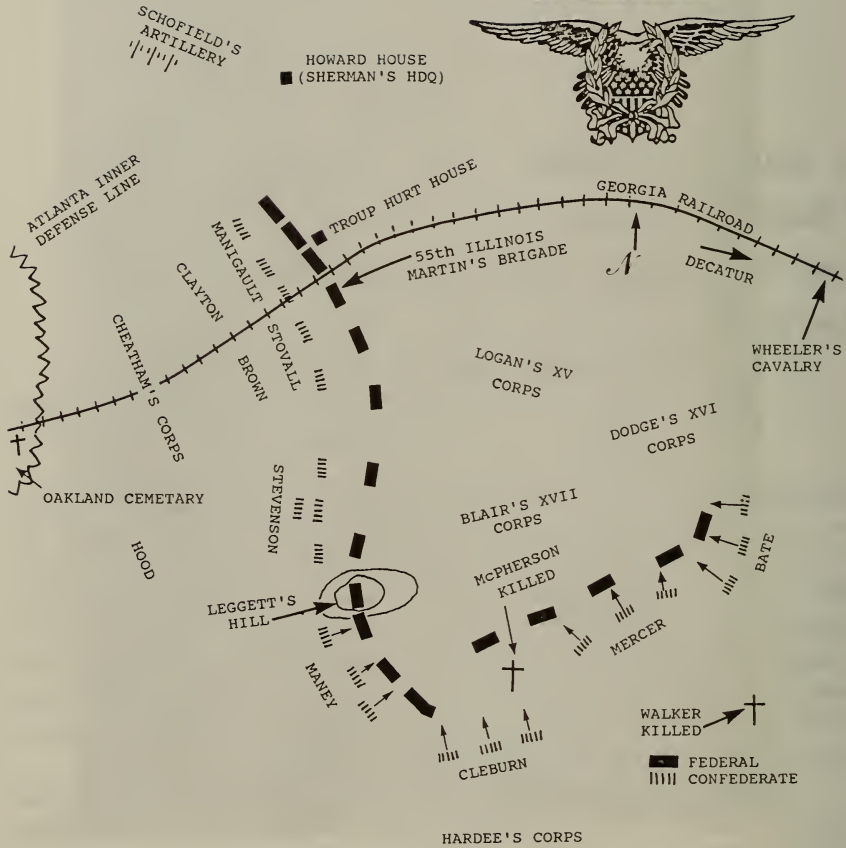 SCHOFIELD'S
ARTILLERY
HOWARD HOUSE
(SHERMAN'S HDQ)
ATLANTA INNER
DEFENSE LINE
TROUP HURT HOUSE
GEORGIA RAILROAD
N
DECATUR
55th ILLINOIS
MARTIN'S BRIGADE
WHEELER'S
CAVALRY
MANIGAULT
CLAYTON
STOVALL
BROWN
CHEATHAM'S CORPS
LOGAN'S XV
CORPS
DODGE'S XVI
CORPS
OAKLAND CEMETARY
STEVENSON
BLAIR'S XVII
CORPS
HOOD
McPHERSON
KILLED
BATE
LEGGETT'S
HILL
MERCER
MANEY
WALKER
KILLED
CLEBURN
FEDERAL
CONFEDERATE
HARDEE'S CORPS